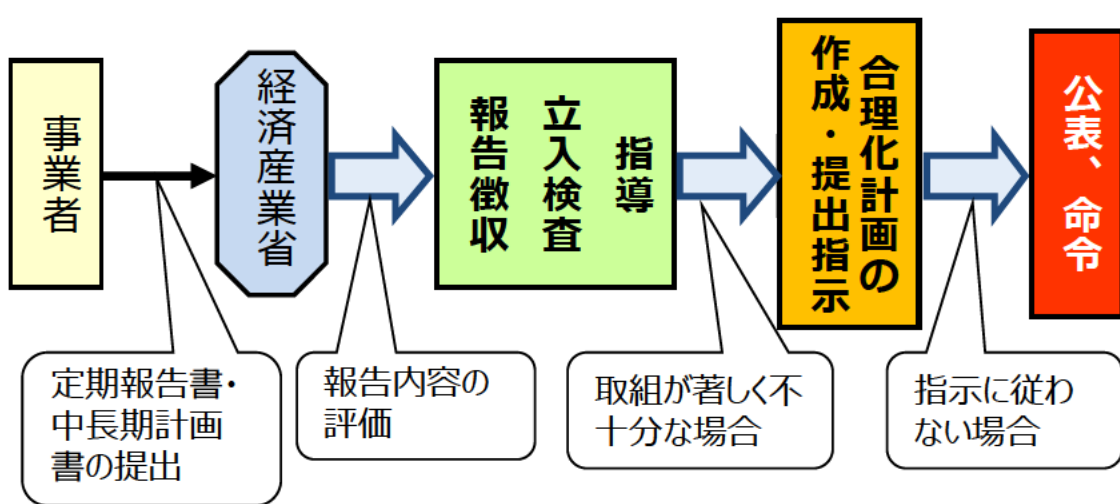 事業者
経済産業省
指導
立入検査
報告徴収
合理化計画の
作成・提出指示
公表、命令
定期報告書・
中長期計画
書の提出
報告内容の
評価
取組が著しく不
十分な場合
指示に従わ
ない場合